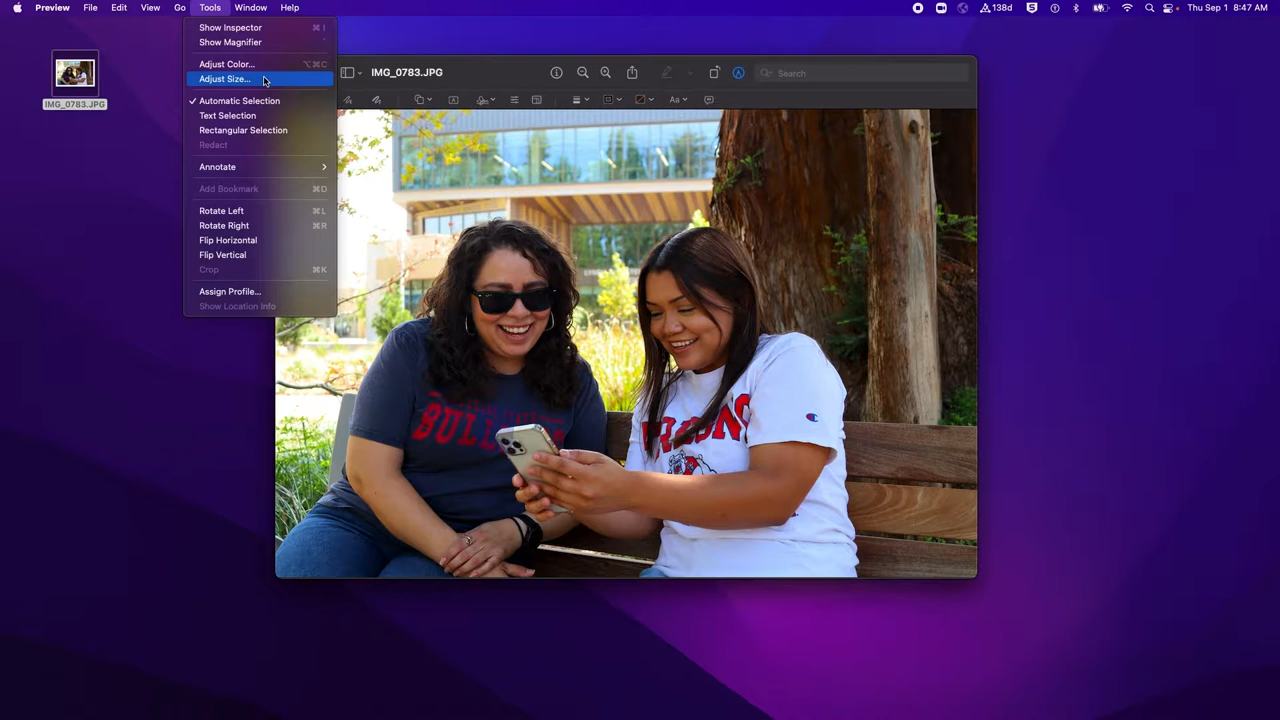 Preview File Edit View Go Tools Window Help 138d Thu Sep 1 8:47 AM
Show Inspector ⌘ I
Show Magnifier `
Adjust Color... ⌥⌘C
Adjust Size...
✓ Automatic Selection
Text Selection
Rectangular Selection
Redact
Annotate >
Add Bookmark ⌘D
Rotate Left ⌘L
Rotate Right ⌘R
Flip Horizontal
Flip Vertical
Crop ⌘K
Assign Profile...
Show Location Info
IMG_0783.JPG
IMG_0783.JPG
Search
Aa
BULL